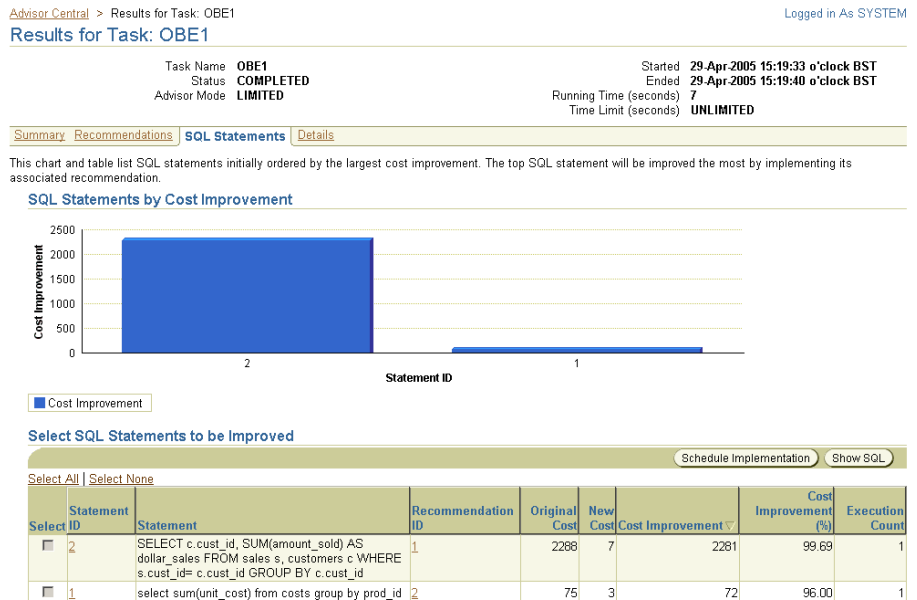 Advisor Central > Results for Task: OBE1
Logged in As SYSTEM
Results for Task: OBE1
Task Name OBE1
Status COMPLETED
Advisor Mode LIMITED
Started 29-Apr-2005 15:19:33 o'clock BST
Ended 29-Apr-2005 15:19:40 o'clock BST
Running Time (seconds) 7
Time Limit (seconds) UNLIMITED
Summary Recommendations SQL Statements Details
This chart and table list SQL statements initially ordered by the largest cost improvement. The top SQL statement will be improved the most by implementing its
associated recommendation.
SQL Statements by Cost Improvement
2500
2000
1500
1000
500
0
Cost Improvement
2 1
Statement ID
Cost Improvement
Select SQL Statements to be Improved
Schedule Implementation Show SQL
Select All | Select None
Select Statement ID Statement Recommendation ID Original Cost New Cost Cost Improvement Cost Improvement (%) Execution Count
2 SELECT c.cust_id, SUM(amount_sold) AS 1 2288 7 2281 99.69 1
dollar_sales FROM sales s, customers c WHERE
s.cust_id= c.cust_id GROUP BY c.cust_id
1 select sum(unit_cost) from costs group by prod_id 2 75 3 72 96.00 1